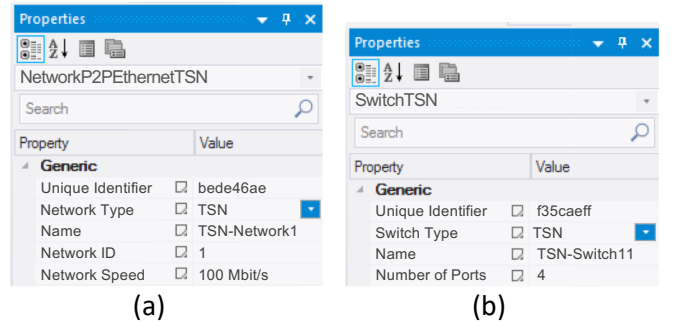 Properties
NetworkP2PEthernetTSN
Search
Property Value
Generic
Unique Identifier bede46ae
Network Type TSN
Name TSN-Network1
Network ID 1
Network Speed 100 Mbit/s
(a)
Properties
SwitchTSN
Search
Property Value
Generic
Unique Identifier f35caeff
Switch Type TSN
Name TSN-Switch11
Number of Ports 4
(b)